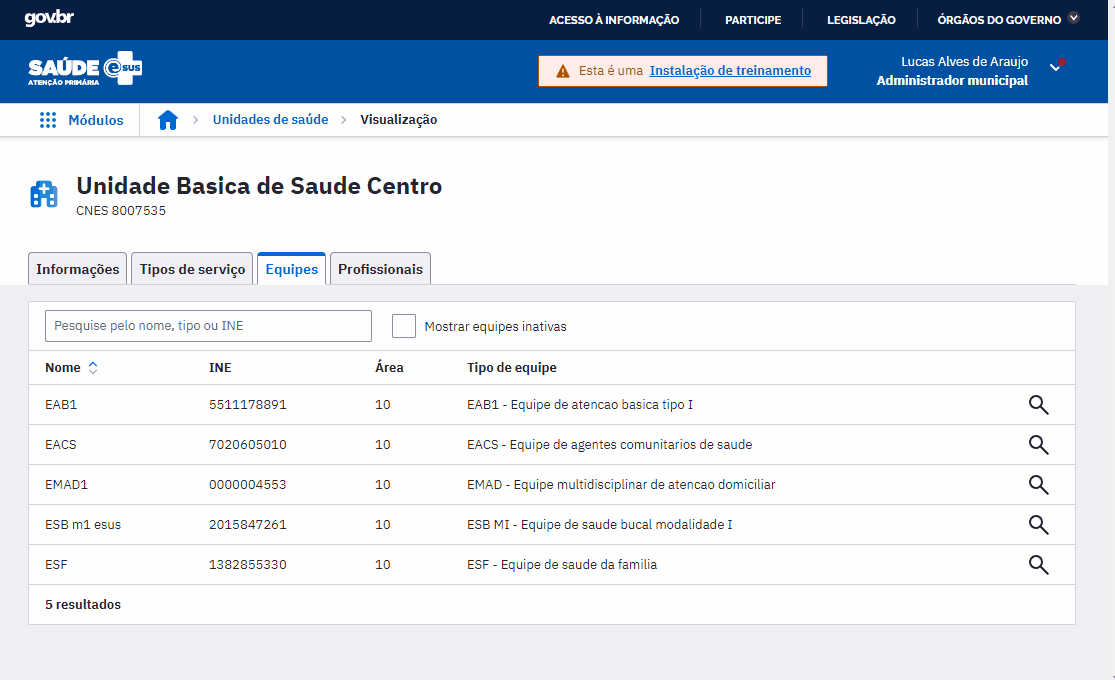 gov.br
ACESSO À INFORMAÇÃO PARTICIPE LEGISLAÇÃO ÓRGÃOS DO GOVERNO
SAÚDE e SUS
ATENÇÃO PRIMÁRIA
Esta é uma Instalação de treinamento
Lucas Alves de Araujo
Administrador municipal
Módulos Unidades de saúde Visualização
Unidade Basica de Saude Centro
CNES 8007535
Informações Tipos de serviço Equipes Profissionais
Pesquise pelo nome, tipo ou INE Mostrar equipes inativas
Nome INE Área Tipo de equipe
EAB1 5511178891 10 EAB1 - Equipe de atencao basica tipo I
EACS 7020605010 10 EACS - Equipe de agentes comunitarios de saude
EMAD1 0000004553 10 EMAD - Equipe multidisciplinar de atencao domiciliar
ESB m1 esus 2015847261 10 ESB MI - Equipe de saude bucal modalidade I
ESF 1382855330 10 ESF - Equipe de saude da familia
5 resultados